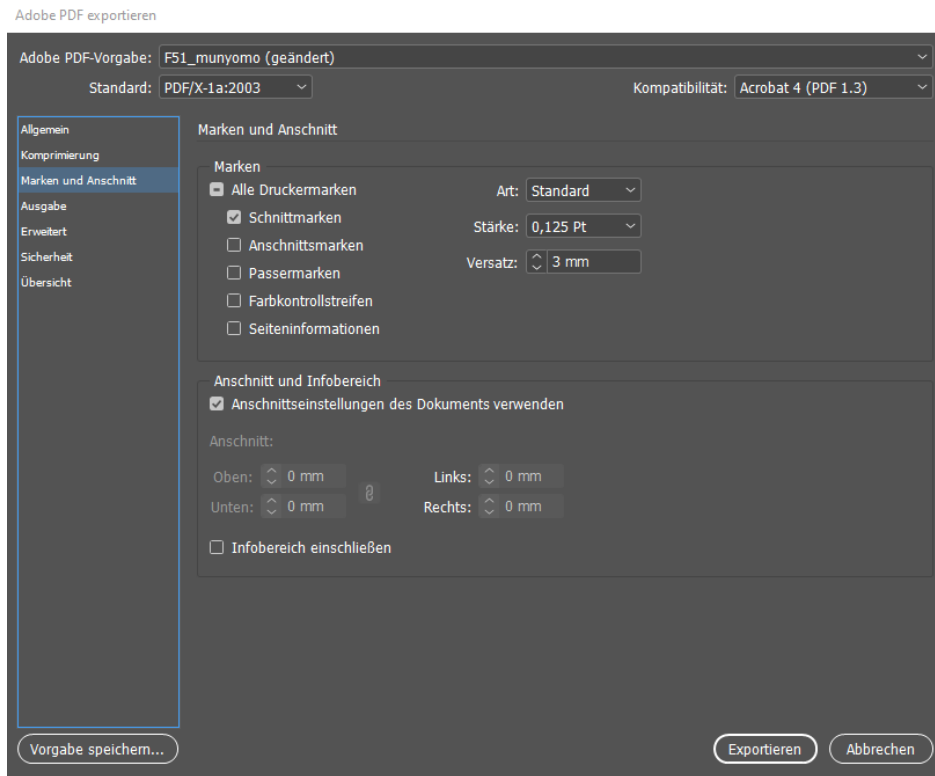 Adobe PDF exportieren
Adobe PDF-Vorgabe: F51_munyomo (geändert)
Standard: PDF/X-1a:2003 Kompatibilität: Acrobat 4 (PDF 1.3)
Allgemein
Komprimierung
Marken und Anschnitt
Ausgabe
Erweitert
Sicherheit
Übersicht
Marken und Anschnitt
Marken
Alle Druckermarken Art: Standard
Schnittmarken Stärke: 0,125 Pt
Anschnittsmarken Versatz: 3 mm
Passermarken
Farbkontrollstreifen
Seiteninformationen
Anschnitt und Infobereich
Anschnittseinstellungen des Dokuments verwenden
Anschnitt:
Oben: 0 mm Links: 0 mm
Unten: 0 mm Rechts: 0 mm
Infobereich einschließen
Vorgabe speichern... Exportieren Abbrechen